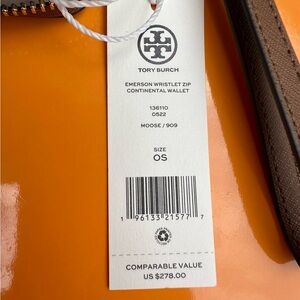 TORY BURCH
EMERSON WRISTLET ZIP
CONTINENTAL WALLET
136110
0522
MOOSE / 909
SIZE
OS
1 96133 21577 7
COMPARABLE VALUE
US $278.00